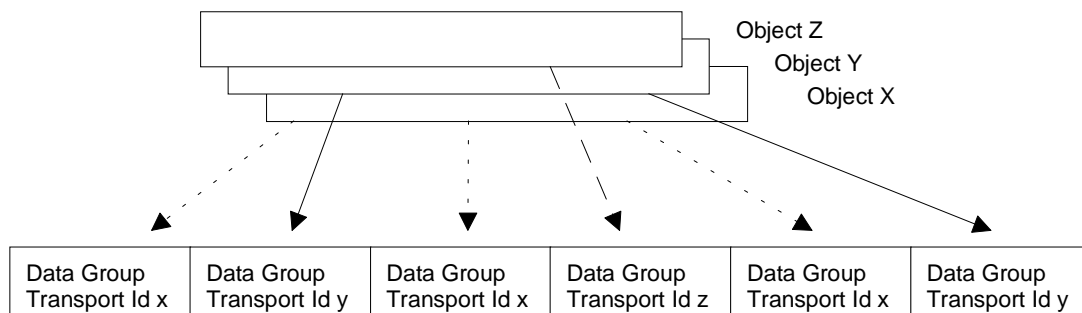 Object Z
Object Y
Object X
Data Group
Transport Id x
Data Group
Transport Id y
Data Group
Transport Id x
Data Group
Transport Id z
Data Group
Transport Id x
Data Group
Transport Id y